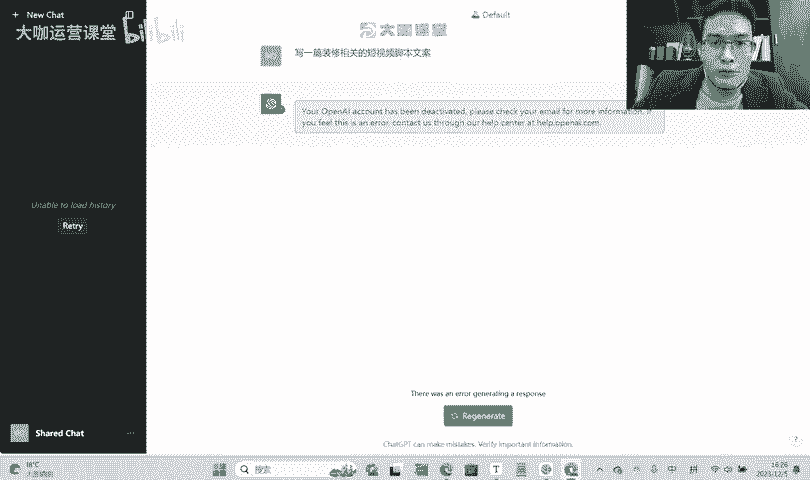 New Chat
大咖运营课堂 bilibili
Default
大咖课堂
写一篇装修相关的短视频脚本文案
Your OpenAI account has been deactivated, please check your email for more information. If
you feel this is an error, contact us through our help center at help.openai.com.
Unable to load history
Retry
There was an error generating a response
Regenerate
Shared Chat
ChatGPT can make mistakes. Verify important information.
18°C
搜索
中
拼
16:26